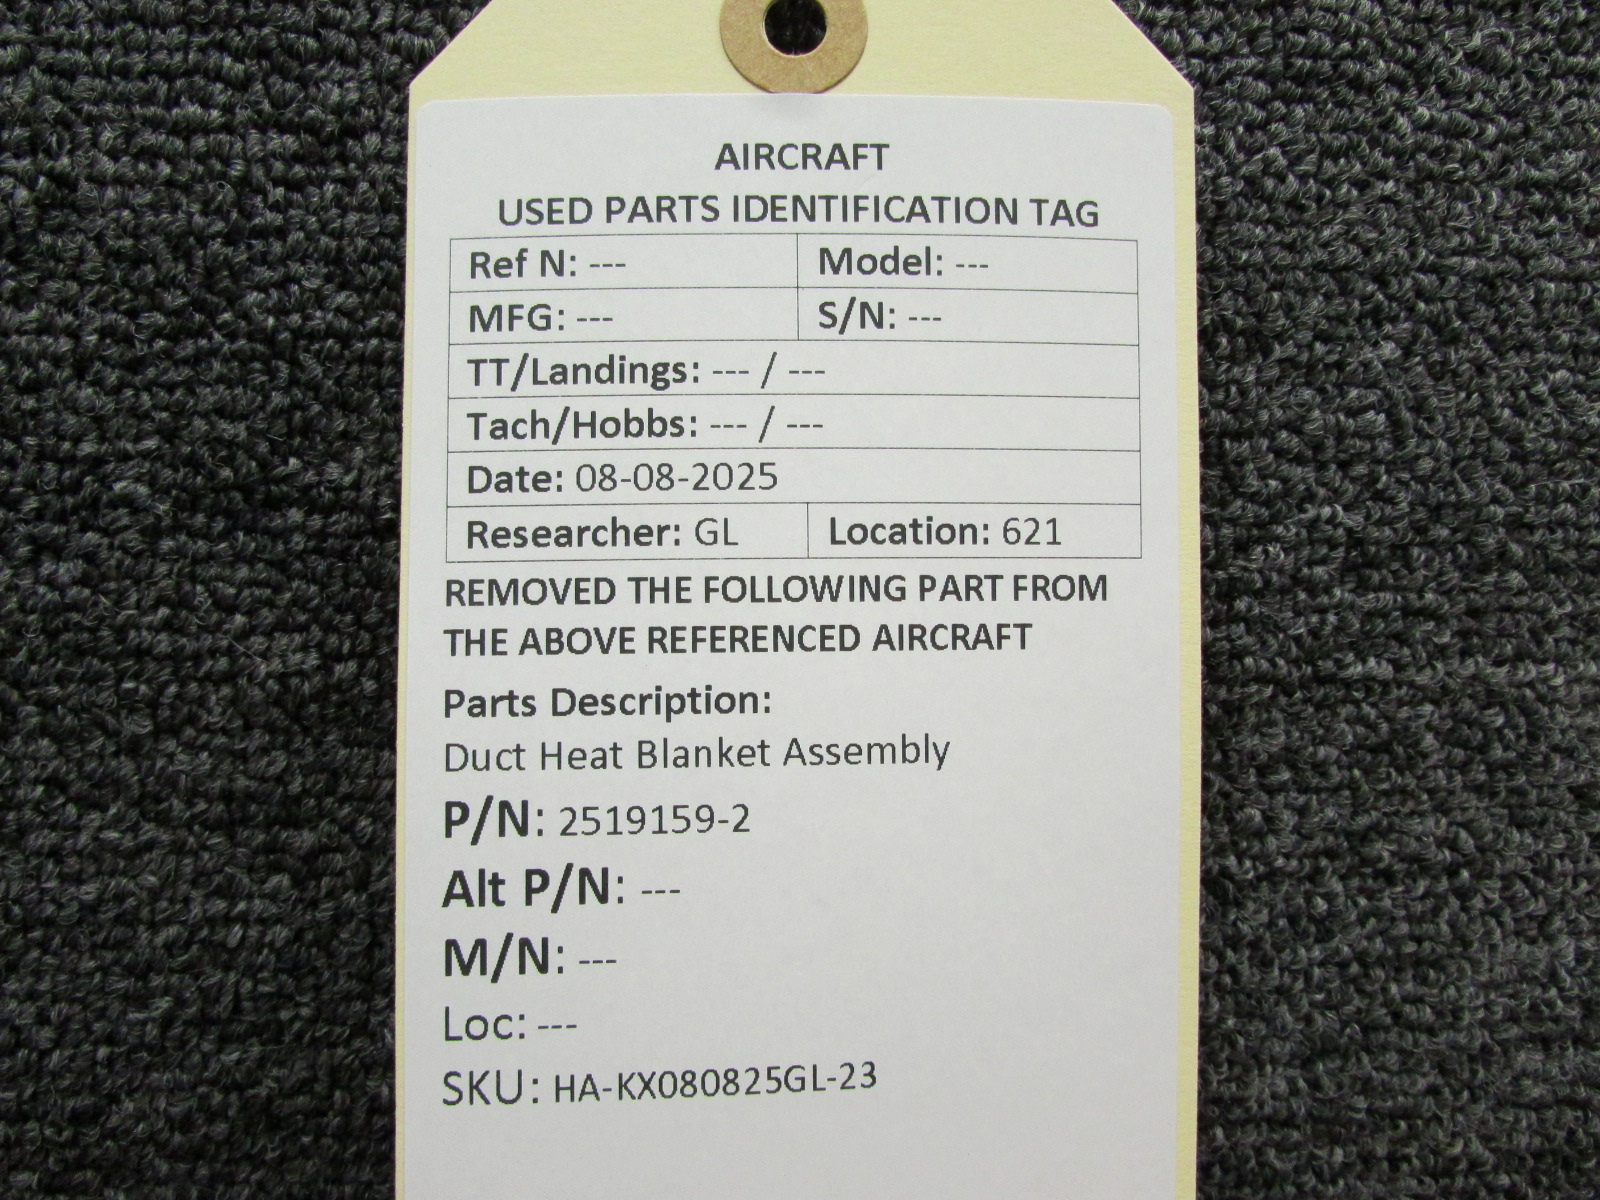 AIRCRAFT
USED PARTS IDENTIFICATION TAG
Ref N: --- Model: ---
MFG: --- S/N: ---
TT/Landings: --- / ---
Tach/Hobbs: --- / ---
Date: 08-08-2025
Researcher: GL Location: 621
REMOVED THE FOLLOWING PART FROM
THE ABOVE REFERENCED AIRCRAFT
Parts Description:
Duct Heat Blanket Assembly
P/N: 2519159-2
Alt P/N: ---
M/N: ---
Loc: ---
SKU: HA-KX080825GL-23